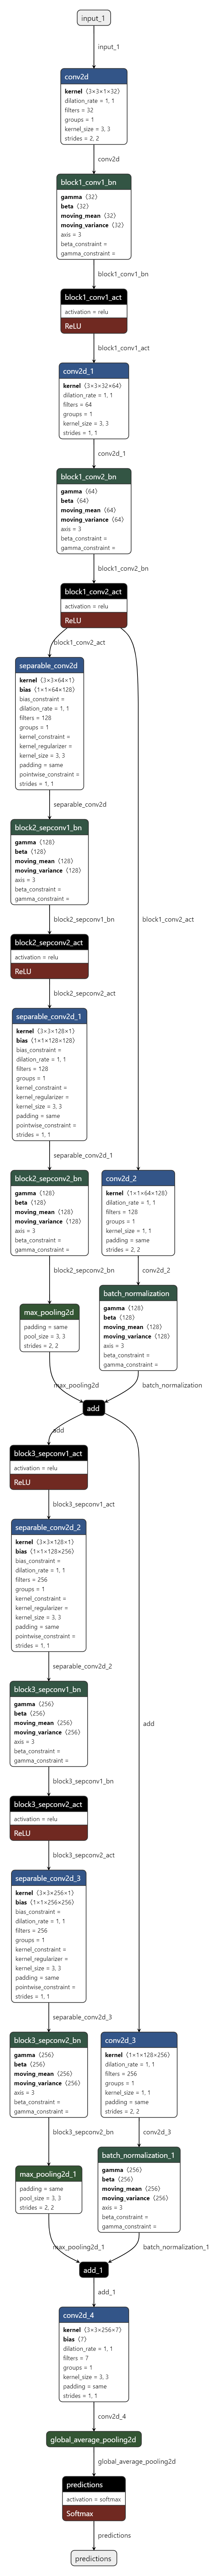 input_1
input_1
conv2d
kernel ⟨3×3×1×32⟩
dilation_rate = 1, 1
filters = 32
groups = 1
kernel_size = 3, 3
strides = 2, 2
conv2d
block1_conv1_bn
gamma ⟨32⟩
beta ⟨32⟩
moving_mean ⟨32⟩
moving_variance ⟨32⟩
axis = 3
beta_constraint =
gamma_constraint =
block1_conv1_bn
block1_conv1_act
activation = relu
ReLU
block1_conv1_act
conv2d_1
kernel ⟨3×3×32×64⟩
dilation_rate = 1, 1
filters = 64
groups = 1
kernel_size = 3, 3
strides = 1, 1
conv2d_1
block1_conv2_bn
gamma ⟨64⟩
beta ⟨64⟩
moving_mean ⟨64⟩
moving_variance ⟨64⟩
axis = 3
beta_constraint =
gamma_constraint =
block1_conv2_bn
block1_conv2_act
activation = relu
ReLU
block1_conv2_act
separable_conv2d
kernel ⟨3×3×64×1⟩
bias ⟨1×1×64×128⟩
bias_constraint =
dilation_rate = 1, 1
filters = 128
groups = 1
kernel_constraint =
kernel_regularizer =
kernel_size = 3, 3
padding = same
pointwise_constraint =
strides = 1, 1
separable_conv2d
block2_sepconv1_bn
gamma ⟨128⟩
beta ⟨128⟩
moving_mean ⟨128⟩
moving_variance ⟨128⟩
axis = 3
beta_constraint =
gamma_constraint =
block2_sepconv1_bn
block1_conv2_act
block2_sepconv2_act
activation = relu
ReLU
block2_sepconv2_act
separable_conv2d_1
kernel ⟨3×3×128×1⟩
bias ⟨1×1×128×128⟩
bias_constraint =
dilation_rate = 1, 1
filters = 128
groups = 1
kernel_constraint =
kernel_regularizer =
kernel_size = 3, 3
padding = same
pointwise_constraint =
strides = 1, 1
separable_conv2d_1
block2_sepconv2_bn
gamma ⟨128⟩
beta ⟨128⟩
moving_mean ⟨128⟩
moving_variance ⟨128⟩
axis = 3
beta_constraint =
gamma_constraint =
block2_sepconv2_bn
conv2d_2
kernel ⟨1×1×64×128⟩
dilation_rate = 1, 1
filters = 128
groups = 1
kernel_size = 1, 1
padding = same
strides = 2, 2
conv2d_2
max_pooling2d
padding = same
pool_size = 3, 3
strides = 2, 2
max_pooling2d
batch_normalization
gamma ⟨128⟩
beta ⟨128⟩
moving_mean ⟨128⟩
moving_variance ⟨128⟩
axis = 3
beta_constraint =
gamma_constraint =
batch_normalization
add
add
block3_sepconv1_act
activation = relu
ReLU
block3_sepconv1_act
separable_conv2d_2
kernel ⟨3×3×128×1⟩
bias ⟨1×1×128×256⟩
bias_constraint =
dilation_rate = 1, 1
filters = 256
groups = 1
kernel_constraint =
kernel_regularizer =
kernel_size = 3, 3
padding = same
pointwise_constraint =
strides = 1, 1
separable_conv2d_2
block3_sepconv1_bn
gamma ⟨256⟩
beta ⟨256⟩
moving_mean ⟨256⟩
moving_variance ⟨256⟩
axis = 3
beta_constraint =
gamma_constraint =
add
block3_sepconv1_bn
block3_sepconv2_act
activation = relu
ReLU
block3_sepconv2_act
separable_conv2d_3
kernel ⟨3×3×256×1⟩
bias ⟨1×1×256×256⟩
bias_constraint =
dilation_rate = 1, 1
filters = 256
groups = 1
kernel_constraint =
kernel_regularizer =
kernel_size = 3, 3
padding = same
pointwise_constraint =
strides = 1, 1
separable_conv2d_3
block3_sepconv2_bn
gamma ⟨256⟩
beta ⟨256⟩
moving_mean ⟨256⟩
moving_variance ⟨256⟩
axis = 3
beta_constraint =
gamma_constraint =
block3_sepconv2_bn
conv2d_3
kernel ⟨1×1×128×256⟩
dilation_rate = 1, 1
filters = 256
groups = 1
kernel_size = 1, 1
padding = same
strides = 2, 2
conv2d_3
max_pooling2d_1
padding = same
pool_size = 3, 3
strides = 2, 2
max_pooling2d_1
batch_normalization_1
gamma ⟨256⟩
beta ⟨256⟩
moving_mean ⟨256⟩
moving_variance ⟨256⟩
axis = 3
beta_constraint =
gamma_constraint =
batch_normalization_1
add_1
add_1
conv2d_4
kernel ⟨3×3×256×7⟩
bias ⟨7⟩
dilation_rate = 1, 1
filters = 7
groups = 1
kernel_size = 3, 3
padding = same
strides = 1, 1
conv2d_4
global_average_pooling2d
global_average_pooling2d
predictions
activation = softmax
Softmax
predictions
predictions